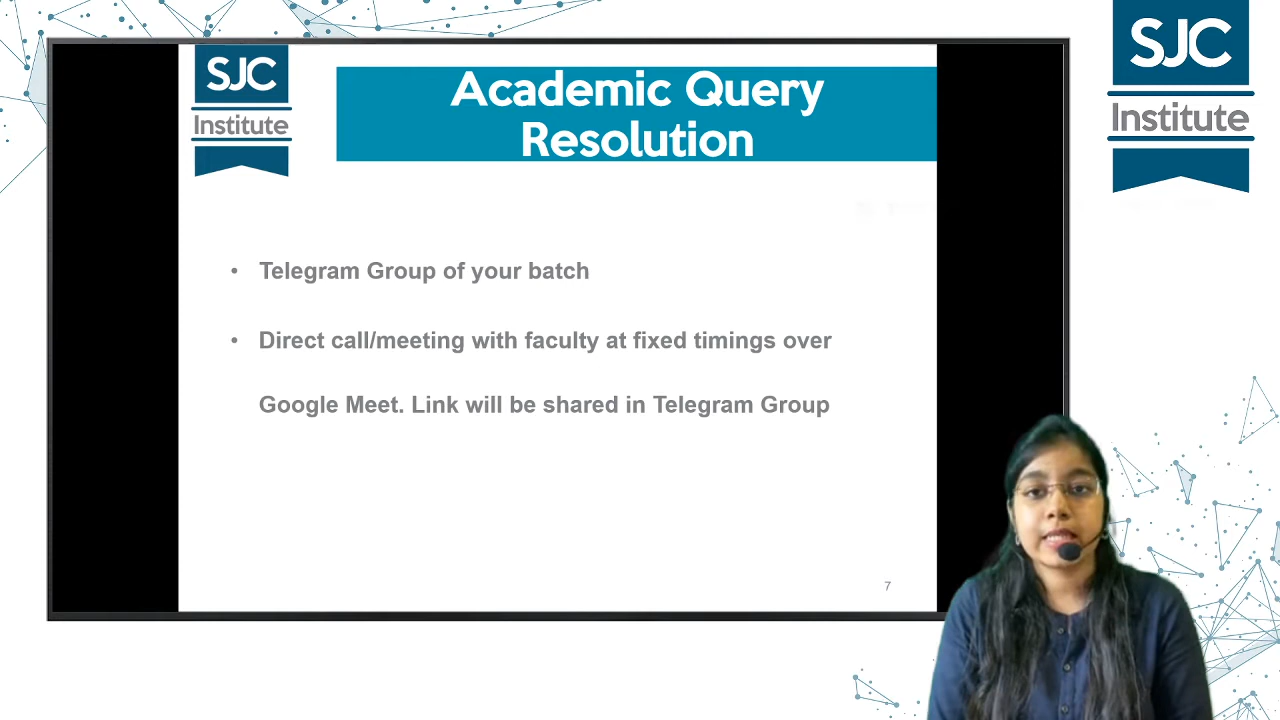 SJC
Institute
Academic Query
Resolution
• Telegram Group of your batch
• Direct call/meeting with faculty at fixed timings over
Google Meet. Link will be shared in Telegram Group
7
SJC
Institute